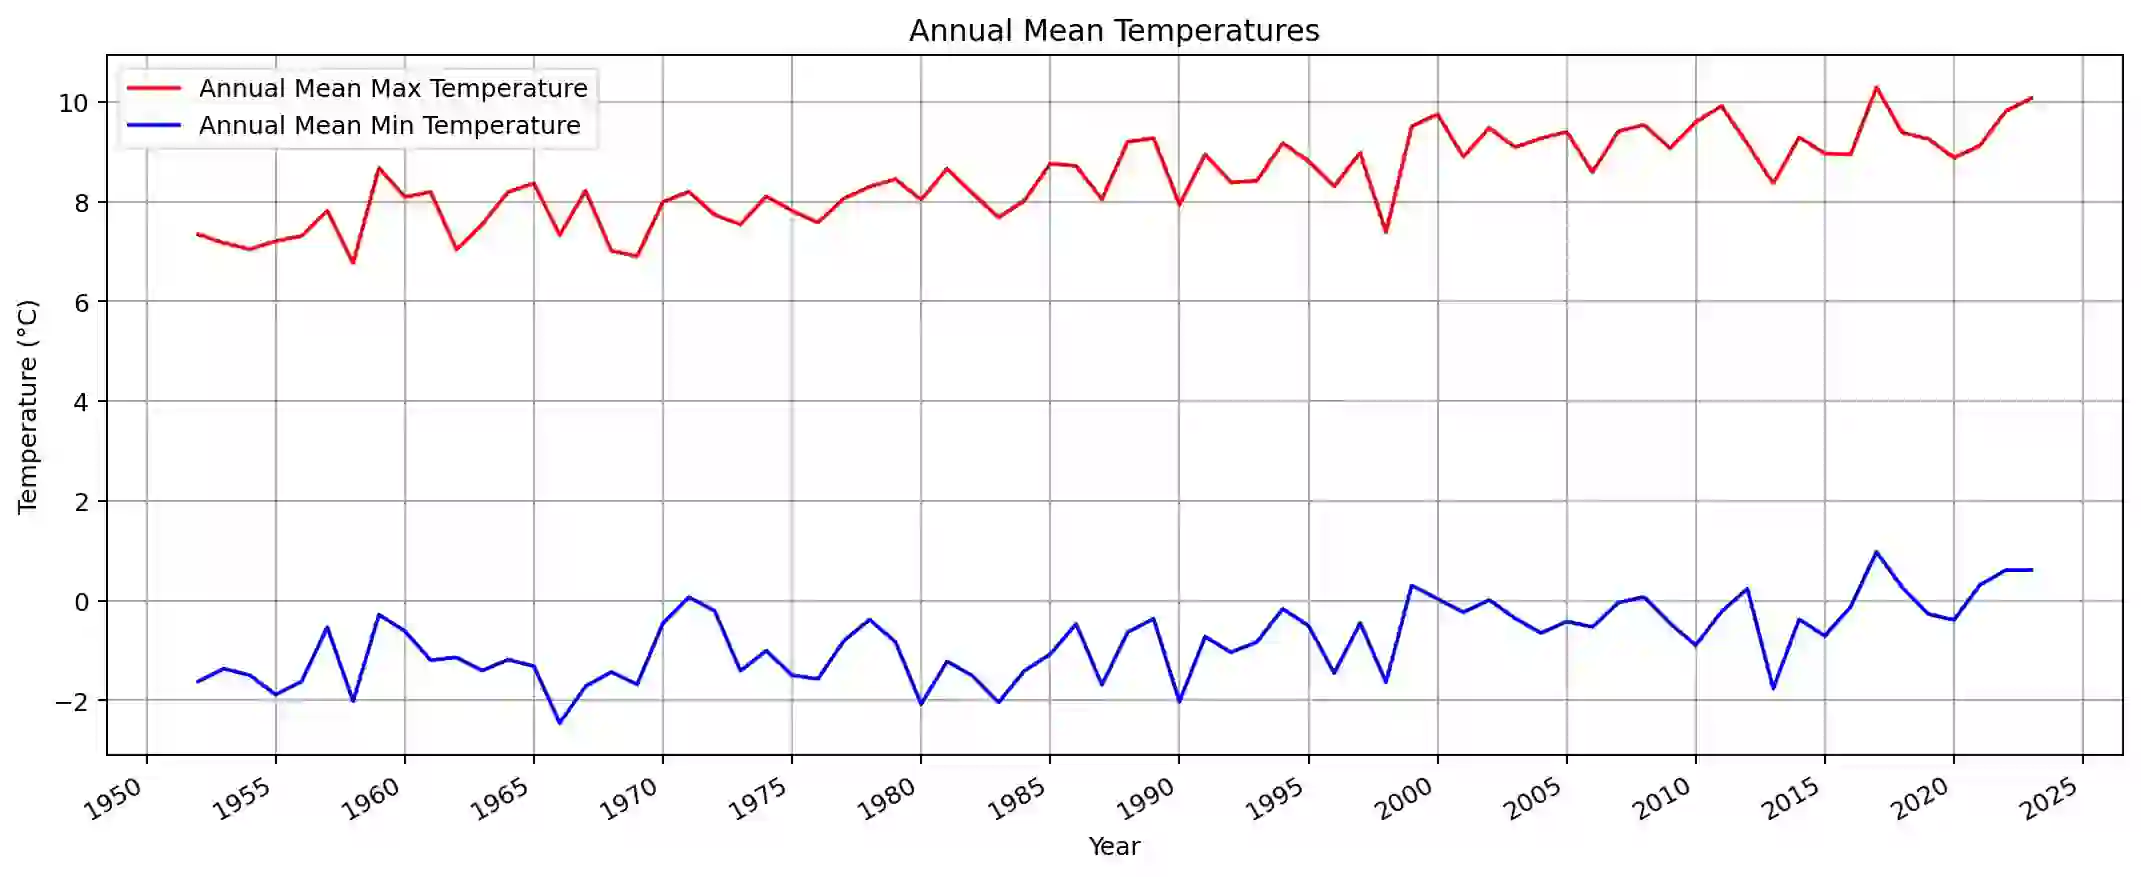 Annual Mean Temperatures
Annual Mean Max Temperature
Annual Mean Min Temperature
10
8
6
4
2
0
−2
Temperature (°C)
1950 1955 1960 1965 1970 1975 1980 1985 1990 1995 2000 2005 2010 2015 2020 2025
Year